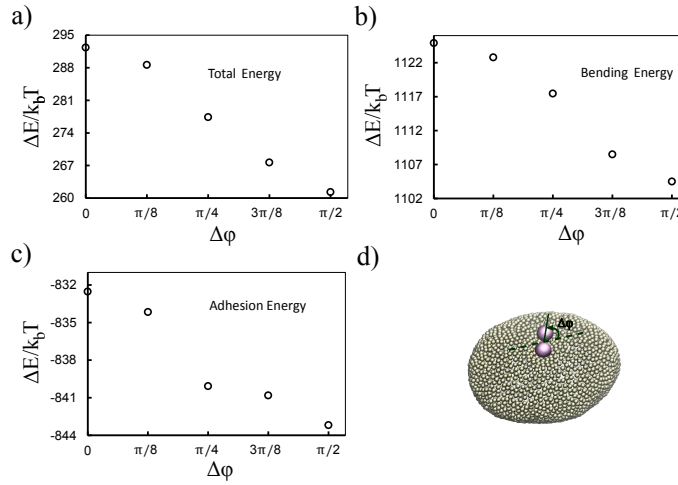 a)
295
288
281
274
267
260
ΔE/k_bT
Total Energy
0
π/8
π/4
3π/8
π/2
Δφ
b)
1122
1117
1112
1107
1102
ΔE/k_bT
Bending Energy
0
π/8
π/4
3π/8
π/2
Δφ
c)
-832
-835
-838
-841
-844
ΔE/k_bT
Adhesion Energy
0
π/8
π/4
3π/8
π/2
Δφ
d)
Δφ